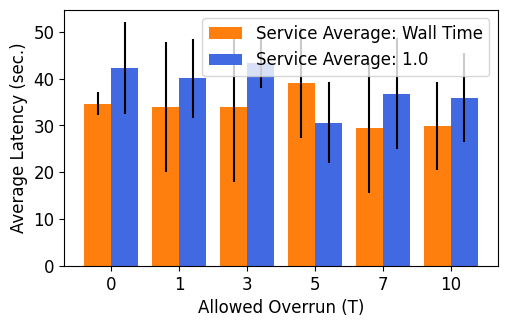 Service Average: Wall Time
Service Average: 1.0
Average Latency (sec.)
50
40
30
20
10
0
0 1 3 5 7 10
Allowed Overrun (T)